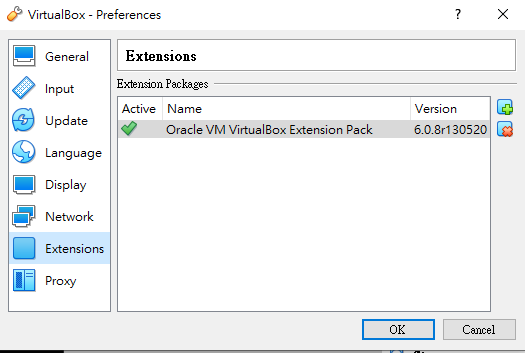 VirtualBox - Preferences
General
Input
Update
Language
Display
Network
Extensions
Proxy
Extensions
Extension Packages
Active Name Version
Oracle VM VirtualBox Extension Pack 6.0.8r130520
OK Cancel